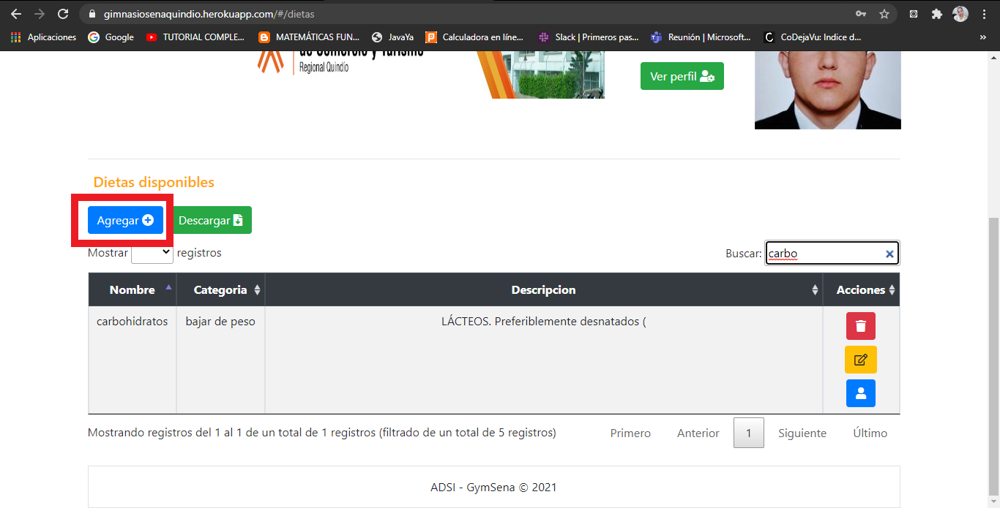 gimnasiosenaquindio.herokuapp.com/#/dietas
Aplicaciones Google TUTORIAL COMPLE... MATEMÁTICAS FUN... JavaYa Calculadora en líne... Slack | Primeros pas... Reunión | Microsoft... CoDejaVu: Indice d... »
de Comercio y Turismo
Regional Quindío
Ver perfil
Dietas disponibles
Agregar Descargar
Mostrar registros Buscar: carbo
Nombre Categoria Descripcion Acciones
carbohidratos bajar de peso LÁCTEOS. Preferiblemente desnatados (
Mostrando registros del 1 al 1 de un total de 1 registros (filtrado de un total de 5 registros) Primero Anterior 1 Siguiente Último
ADSI - GymSena © 2021